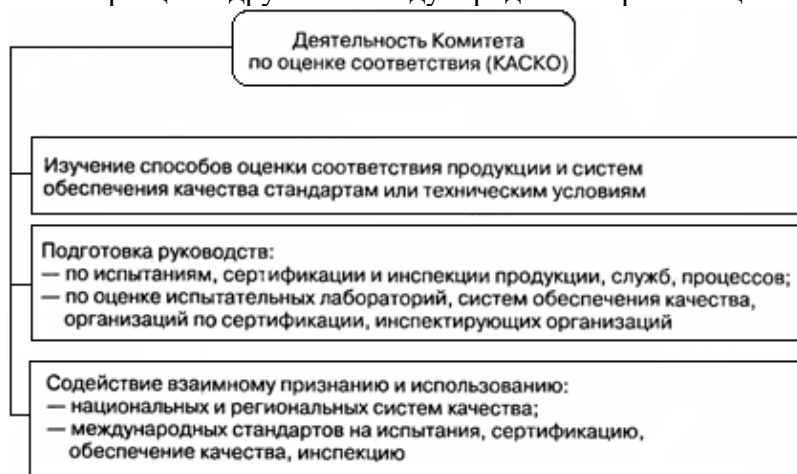 Деятельность Комитета
по оценке соответствия (КАСКО)
Изучение способов оценки соответствия продукции и систем
обеспечения качества стандартам или техническим условиям
Подготовка руководств:
— по испытаниям, сертификации и инспекции продукции, служб, процессов;
— по оценке испытательных лабораторий, систем обеспечения качества,
организаций по сертификации, инспектирующих организаций
Содействие взаимному признанию и использованию:
— национальных и региональных систем качества;
— международных стандартов на испытания, сертификацию,
обеспечение качества, инспекцию